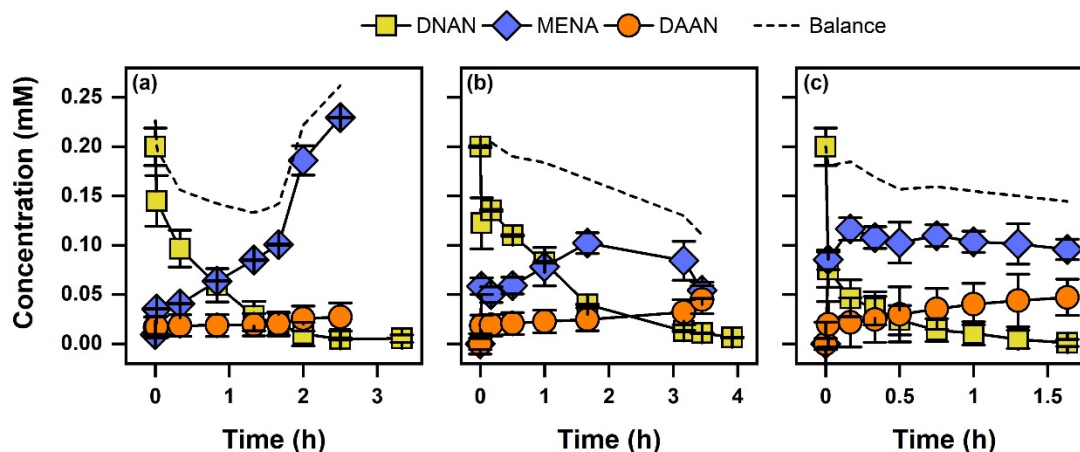 DNAN MENA DAAN Balance
(a) (b) (c)
Concentration (mM)
0.25
0.20
0.15
0.10
0.05
0.00
0 1 2 3 0 1 2 3 4 0 0.5 1 1.5
Time (h) Time (h) Time (h)